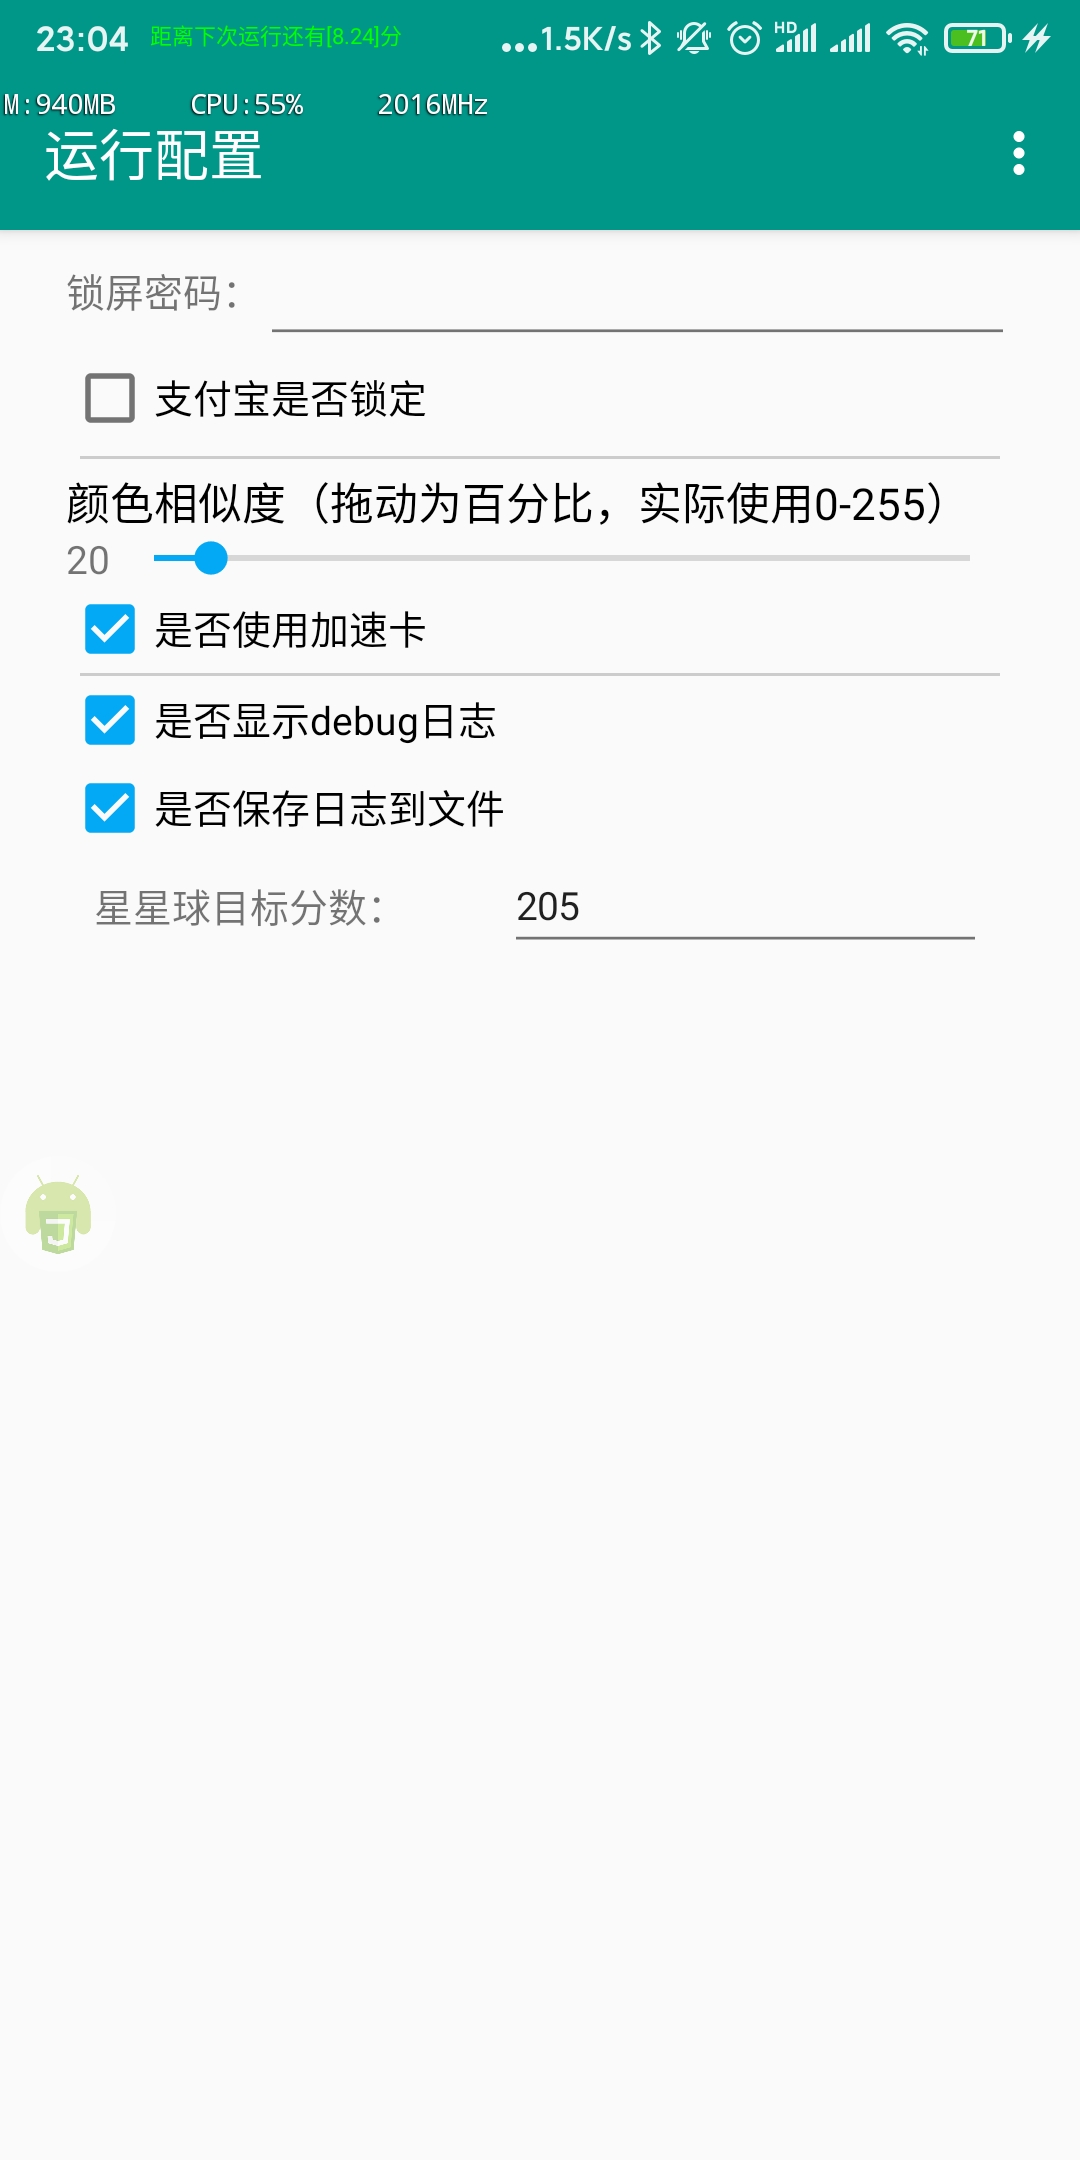 23:04 距离下次运行还有[8.24]分 ...1.5K/s HD 71
M:940MB CPU:55% 2016MHz
运行配置
锁屏密码：
支付宝是否锁定
颜色相似度（拖动为百分比，实际使用0-255）
20
是否使用加速卡
是否显示debug日志
是否保存日志到文件
星星球目标分数： 205